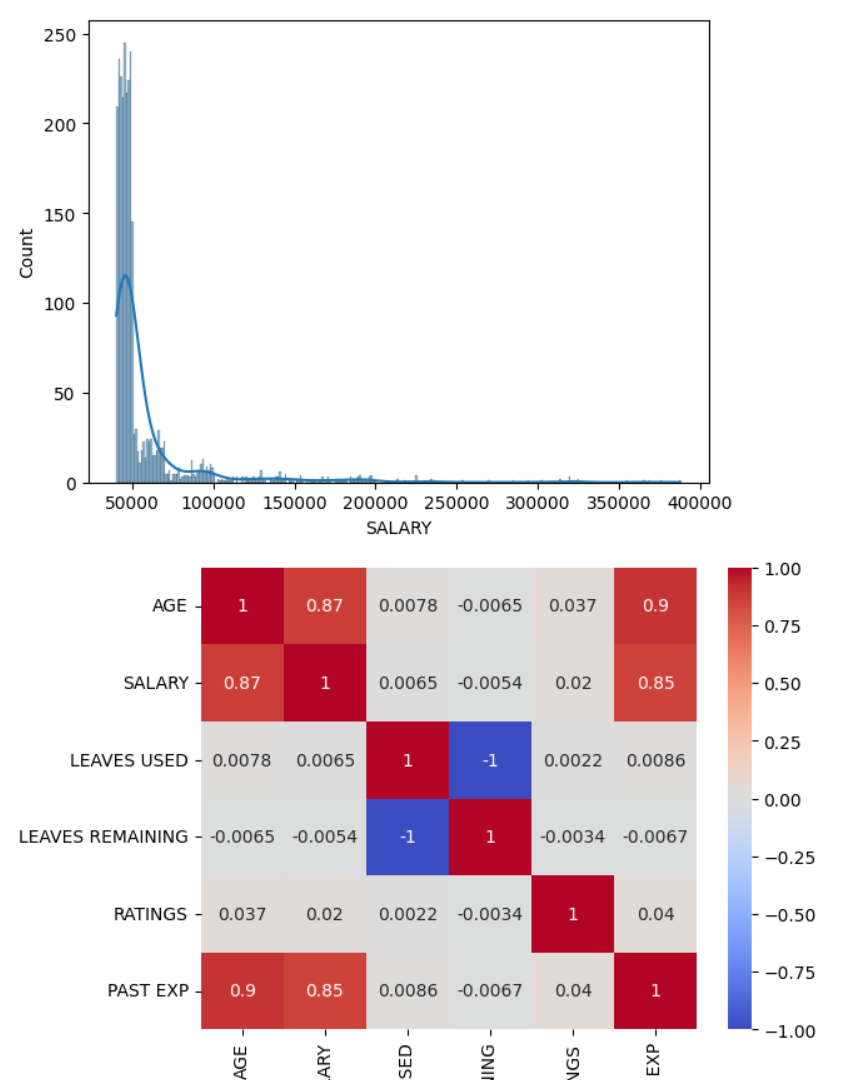 250
200
150
100
50
0
Count
50000 100000 150000 200000 250000 300000 350000 400000
SALARY
AGE 1 0.87 0.0078 -0.0065 0.037 0.9
SALARY 0.87 1 0.0065 -0.0054 0.02 0.85
LEAVES USED 0.0078 0.0065 1 -1 0.0022 0.0086
LEAVES REMAINING -0.0065 -0.0054 -1 1 -0.0034 -0.0067
RATINGS 0.037 0.02 0.0022 -0.0034 1 0.04
PAST EXP 0.9 0.85 0.0086 -0.0067 0.04 1
AGE
ARY
SED
NING
NGS
EXP
1.00
0.75
0.50
0.25
0.00
−0.25
−0.50
−0.75
−1.00